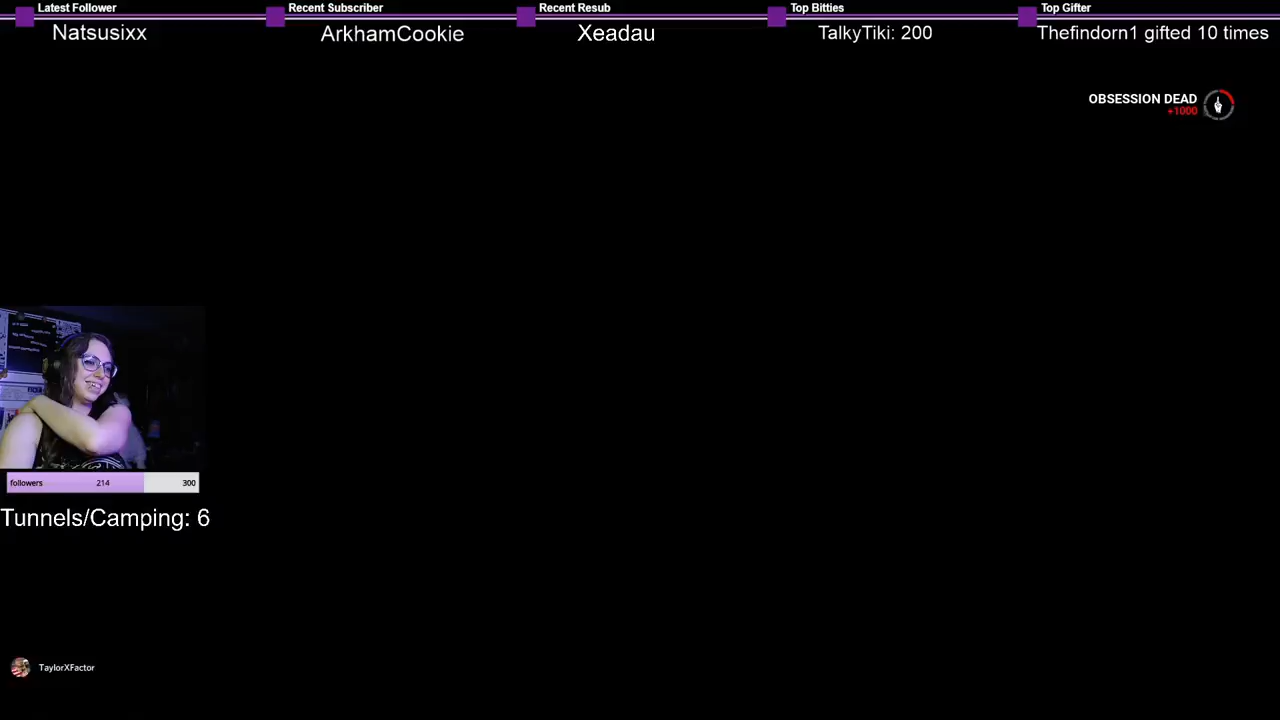 Latest Follower
Natsusixx
Recent Subscriber
ArkhamCookie
Recent Resub
Xeadau
Top Bitties
TalkyTiki: 200
Top Gifter
Thefindorn1 gifted 10 times
OBSESSION DEAD
+1000
followers 214 300
Tunnels/Camping: 6
TaylorXFactor